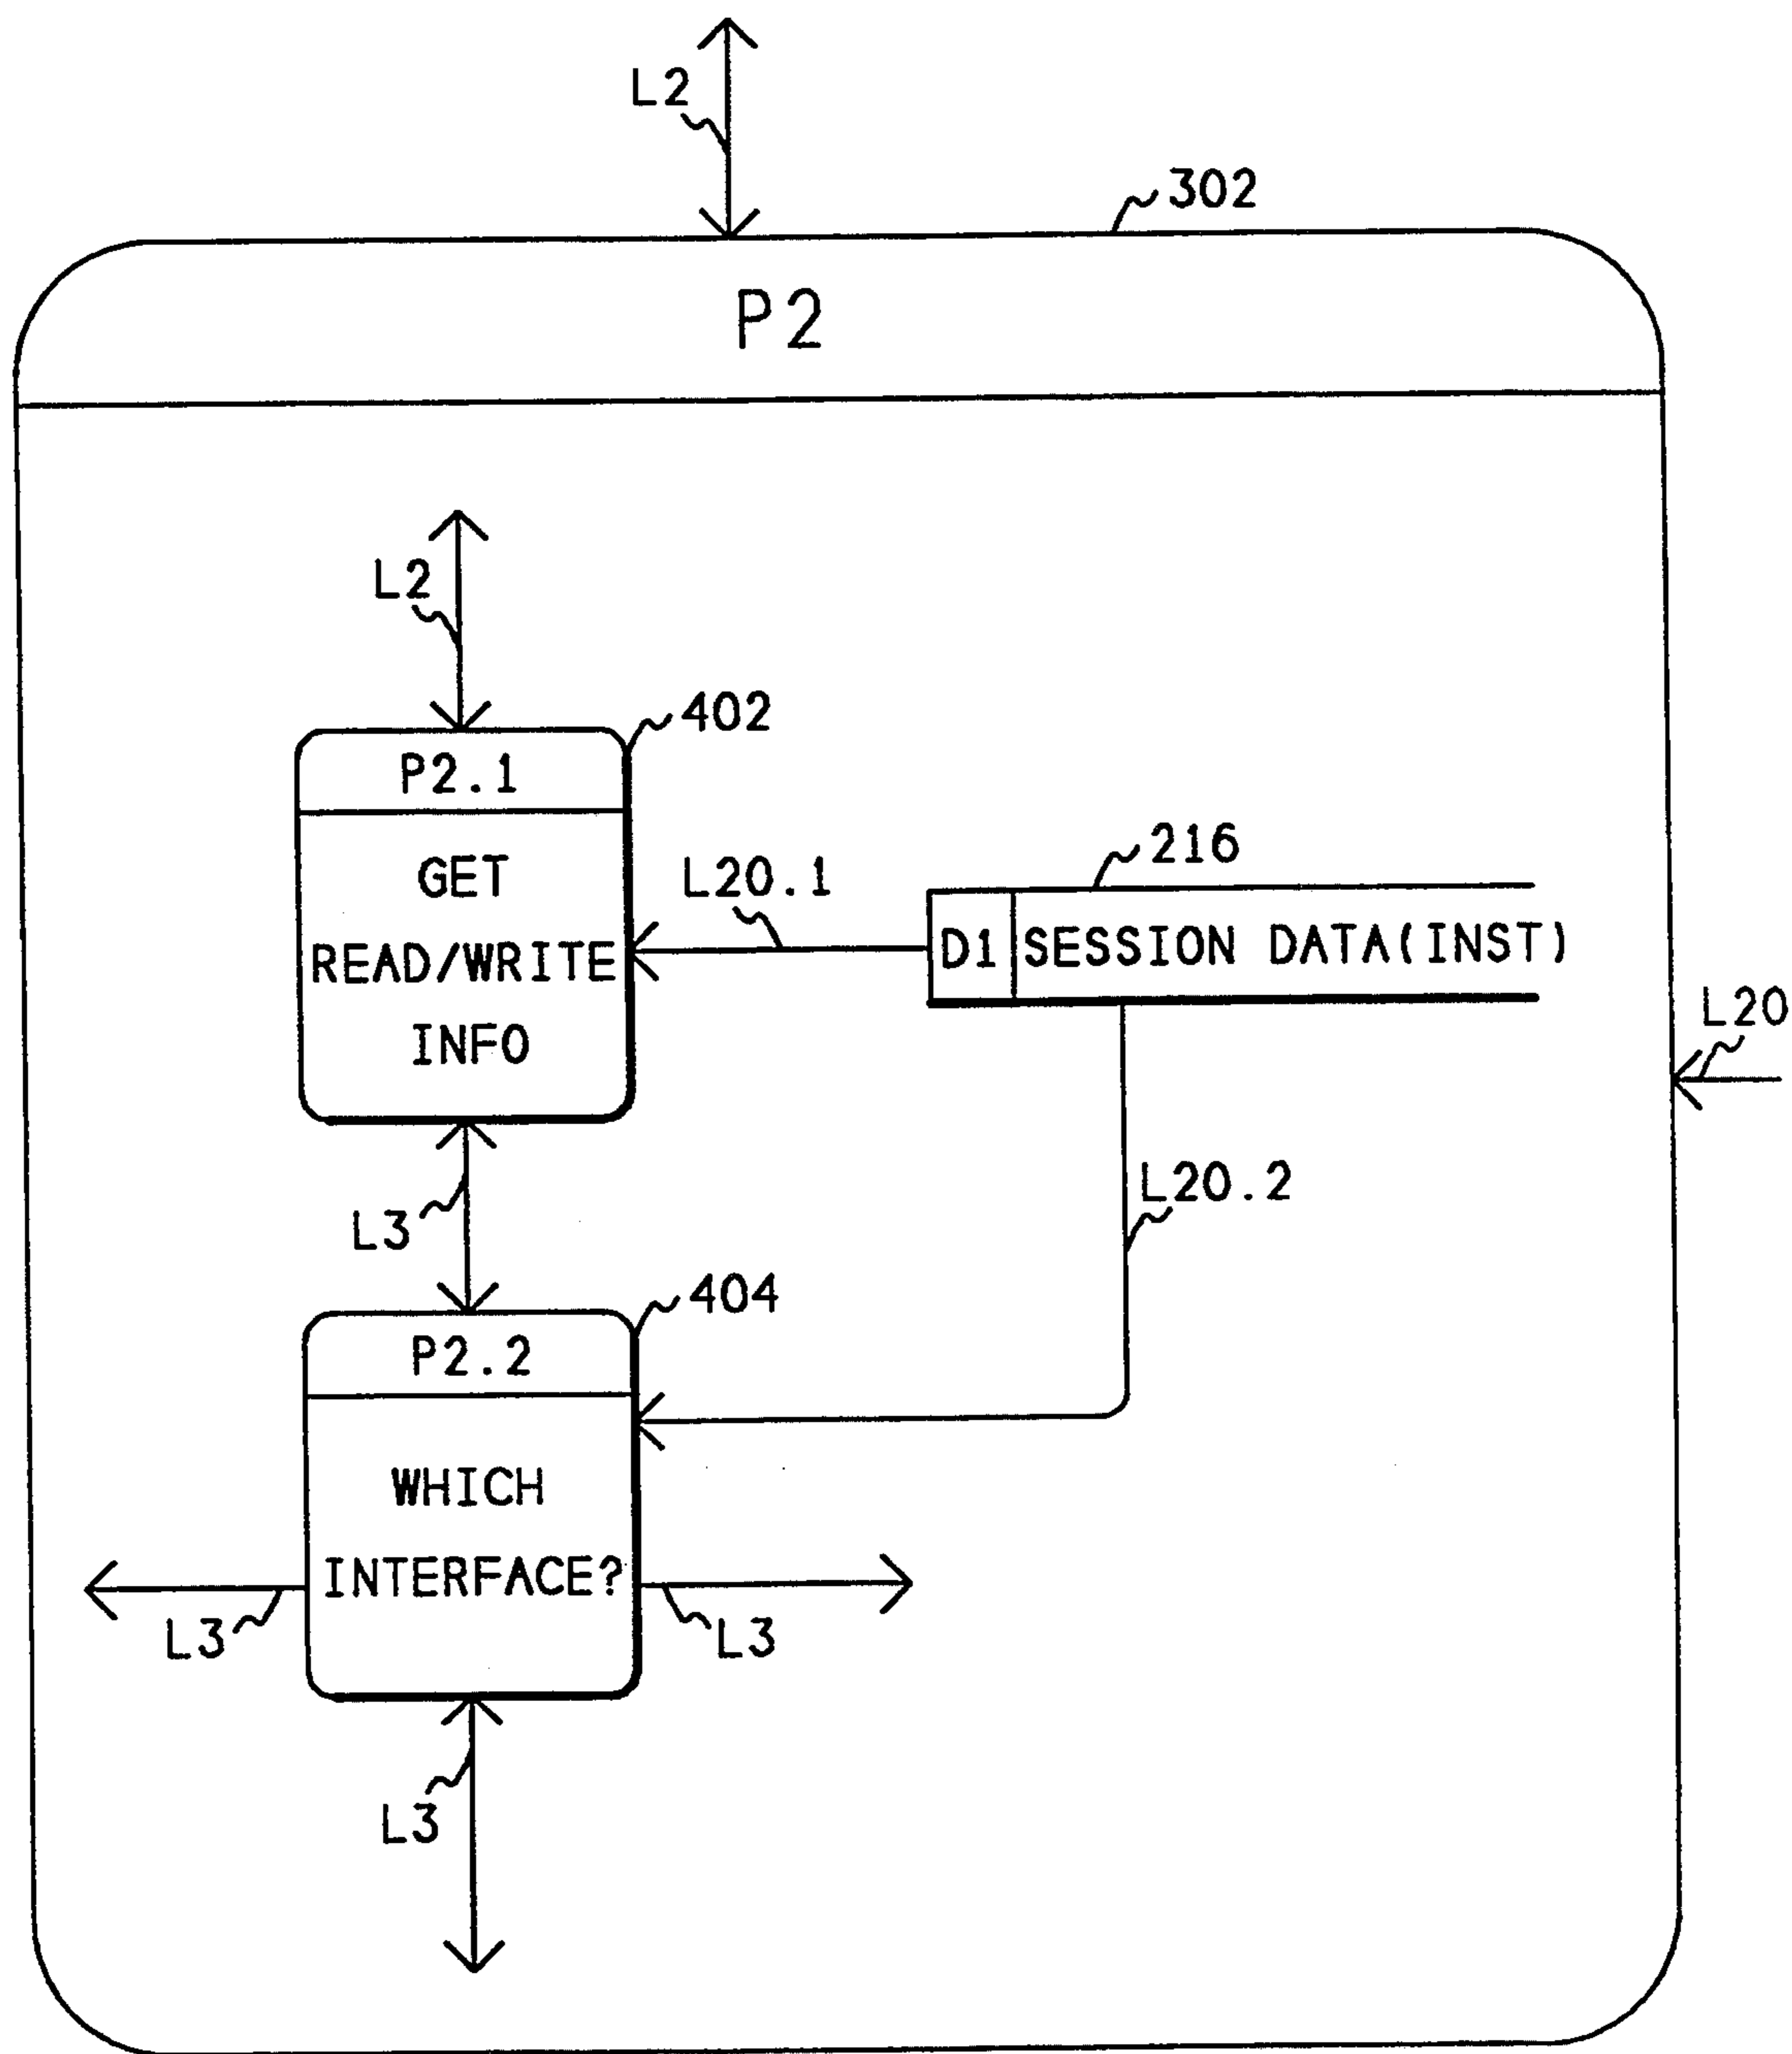 L2
302
P2
L2
402
P2.1
GET
READ/WRITE
INFO
L20.1
216
D1 SESSION DATA(INST)
L20
L3
L20.2
404
P2.2
WHICH
INTERFACE?
L3
L3
L3